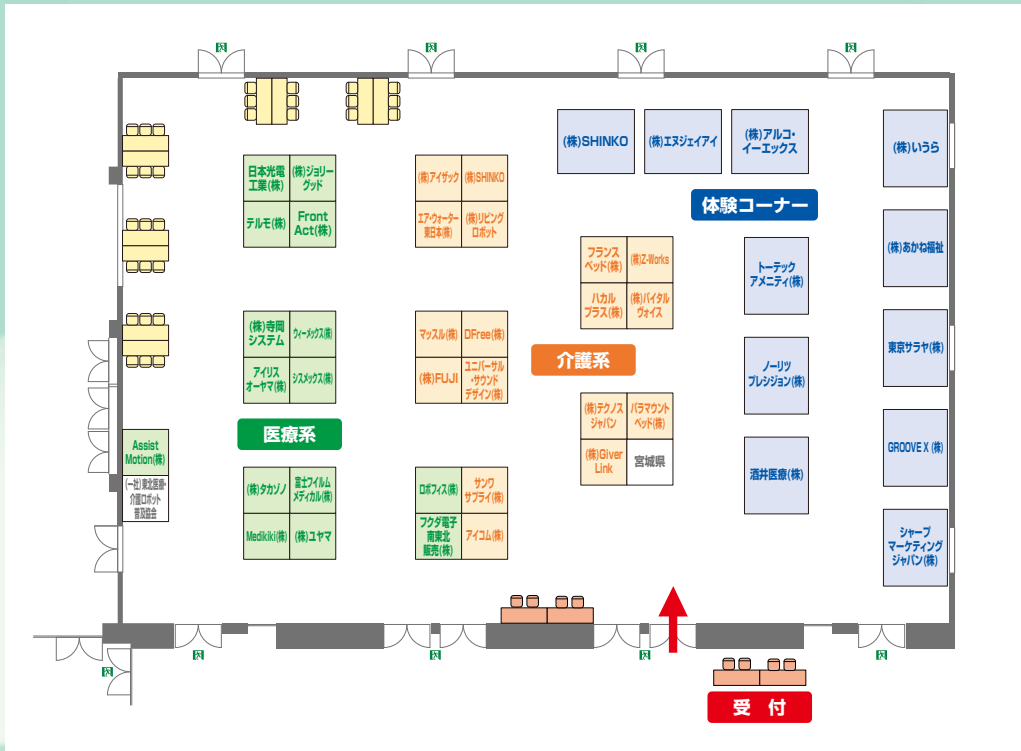 (株)SHINKO
(株)エヌジェイアイ
(株)アルコ・
イーエックス
(株)いうら
体験コーナー
(株)あかね福祉
トーテック
アメニティ(株)
東京サラヤ(株)
ノーリツ
プレシジョン(株)
GROOVE X (株)
酒井医療(株)
シャープ
マーケティング
ジャパン(株)
日本光電
工業(株)
(株)ジョリー
グッド
テルモ(株)
Front
Act(株)
(株)アイザック
(株)SHINKO
エア・ウォーター
東日本(株)
(株)リビング
ロボット
フランス
ベッド(株)
(株)Z-Works
ハカル
プラス(株)
(株)バイタル
ヴォイス
(株)寺岡
システム
ウィーメックス(株)
アイリス
オーヤマ(株)
シスメックス(株)
マッスル(株)
DFree(株)
(株)FUJI
ユニバーサル
・サウンド
デザイン(株)
介護系
(株)テクノス
ジャパン
パラマウント
ベッド(株)
(株)Giver
Link
宮城県
医療系
Assist
Motion(株)
(一社)東北医療・
介護ロボット
普及協会
(株)タカゾノ
富士フイルム
メディカル(株)
Medikiki(株)
(株)ユヤマ
ロボフィス(株)
サンワ
サプライ(株)
フクダ電子
南東北
販売(株)
アイコム(株)
受 付